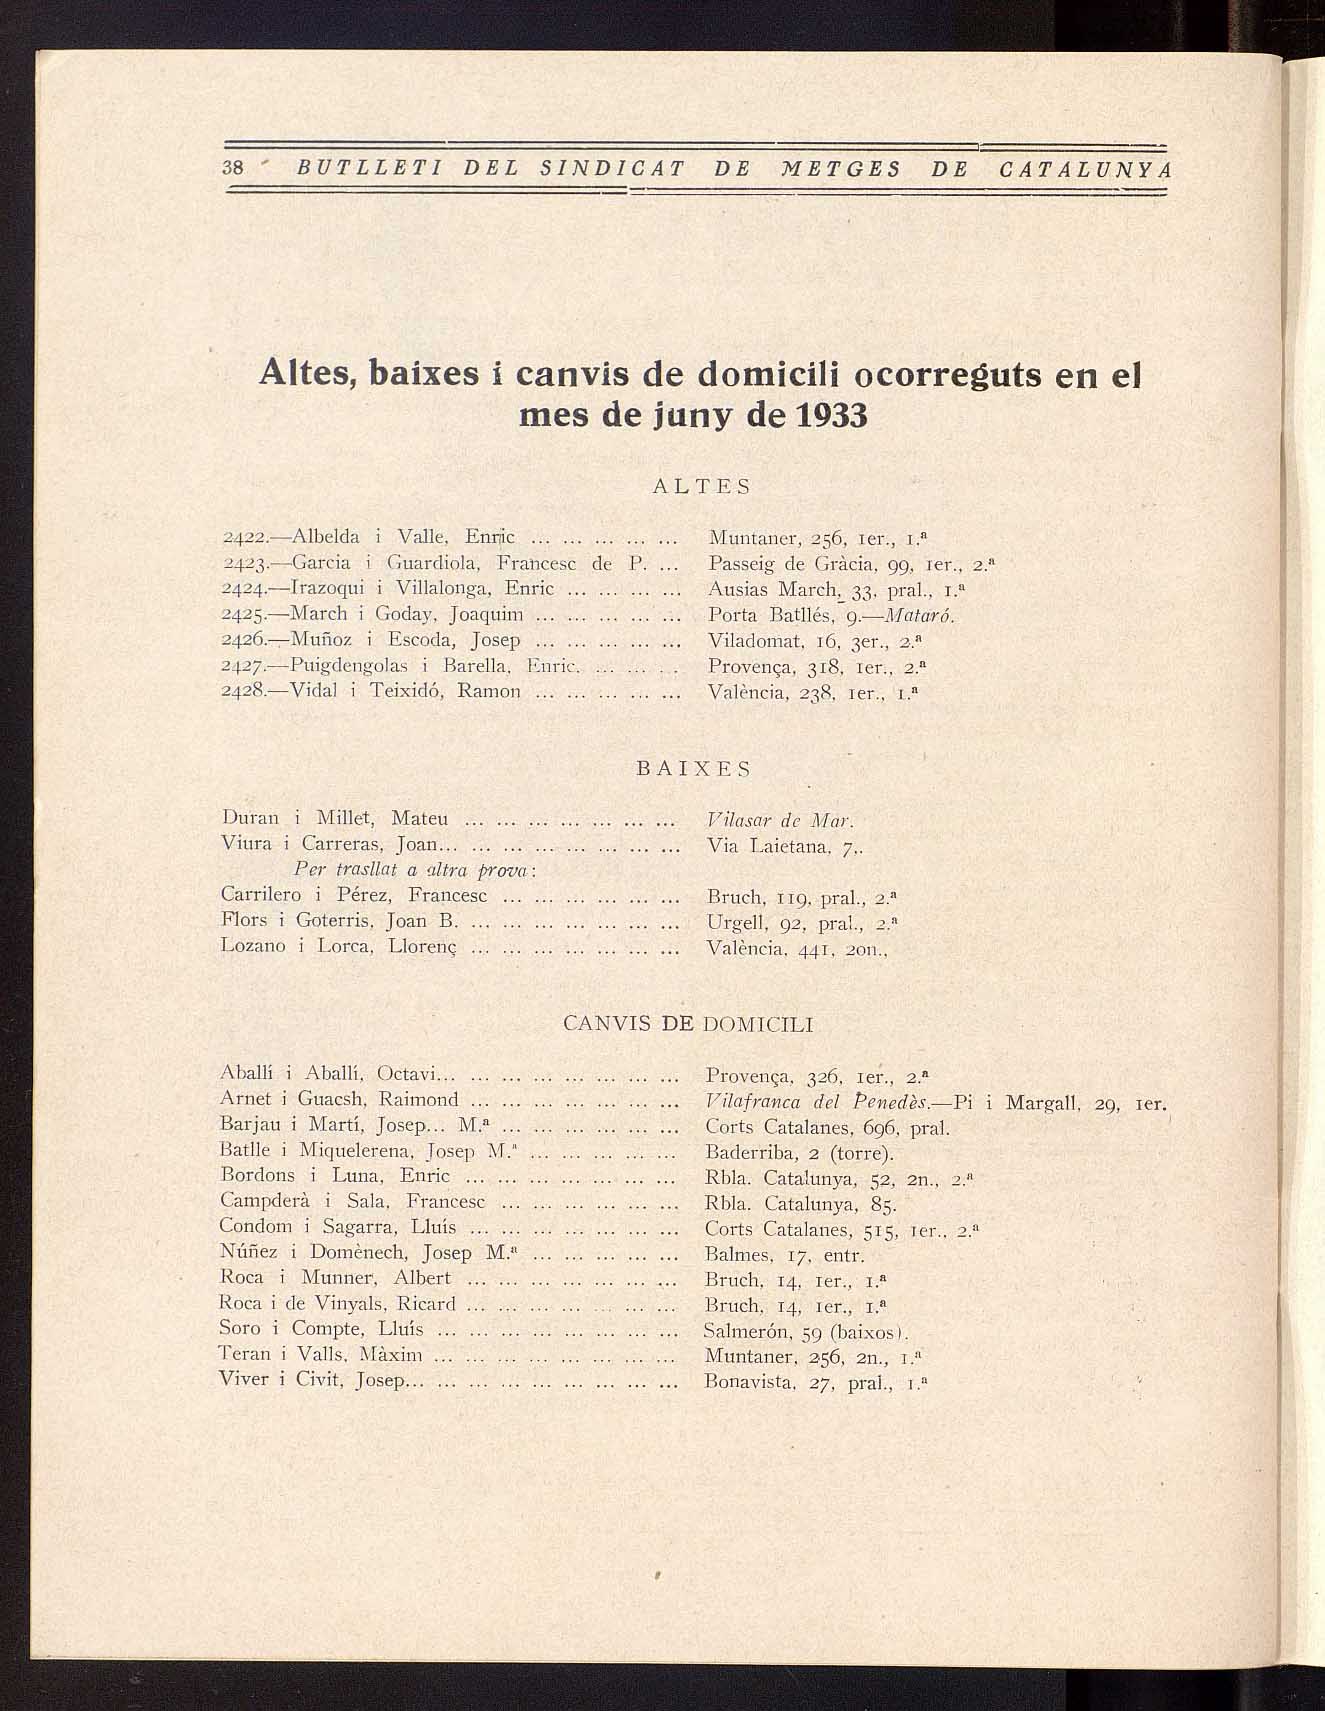 38 BUTLLETI DEL SINDICAT DE METGES DE CATALUNYA
Altes, baixes i canvis de domicili ocorreguts en el
mes de juny de 1933
ALTES
2422.—Albelda i Valle, Enric ... ... ... ... ... Muntaner, 256, 1er., 1.ª
2423.—Garcia i Guardiola, Francesc de P. ... Passeig de Gràcia, 99, 1er., 2.ª
2424.—Irazoqui i Villalonga, Enric ... ... ... ... Ausias March, 33, pral., 1.ª
2425.—March i Goday, Joaquim ... ... ... ... ... Porta Batllés, 9.—Mataró.
2426.—Muñoz i Escoda, Josep ... ... ... ... ... Viladomat, 16, 3er., 2.ª
2427.—Puigdengolas i Barella, Enric. ... ... ... Provença, 318, 1er., 2.ª
2428.—Vidal i Teixidó, Ramon ... ... ... ... ... València, 238, 1er., 1.ª
BAIXES
Duran i Millet, Mateu ... ... ... ... ... ... ... Vilasar de Mar.
Viura i Carreras, Joan... ... ... ... ... ... ... ... Via Laietana, 7,.
Per trasllat a altra prova:
Carrilero i Pérez, Francesc ... ... ... ... ... ... Bruch, 119, pral., 2.ª
Flors i Goterris, Joan B. ... ... ... ... ... ... ... Urgell, 92, pral., 2.ª
Lozano i Lorca, Llorenç ... ... ... ... ... ... ... València, 441, 2on.,
CANVIS DE DOMICILI
Aballí i Aballí, Octavi... ... ... ... ... ... ... ... Provença, 326, 1er., 2.ª
Arnet i Guacsh, Raimond ... ... ... ... ... ... ... Vilafranca del Penedès.—Pi i Margall, 29, 1er.
Barjau i Martí, Josep... M.ª ... ... ... ... ... ... Corts Catalanes, 696, pral.
Batlle i Miquelerena, Josep M.ª ... ... ... ... ... Baderriba, 2 (torre).
Bordons i Luna, Enric ... ... ... ... ... ... ... Rbla. Catalunya, 52, 2n., 2.ª
Campderà i Sala, Francesc ... ... ... ... ... ... Rbla. Catalunya, 85.
Condom i Sagarra, Lluís ... ... ... ... ... ... ... Corts Catalanes, 515, 1er., 2.ª
Núñez i Domènech, Josep M.ª ... ... ... ... ... Balmes, 17, entr.
Roca i Munner, Albert ... ... ... ... ... ... ... Bruch, 14, 1er., 1.ª
Roca i de Vinyals, Ricard ... ... ... ... ... ... ... Bruch, 14, 1er., 1.ª
Soro i Compte, Lluís ... ... ... ... ... ... ... ... Salmerón, 59 (baixos).
Teran i Valls, Màxim ... ... ... ... ... ... ... ... Muntaner, 256, 2n., 1.ª
Viver i Civit, Josep... ... ... ... ... ... ... ... ... Bonavista, 27, pral., 1.ª